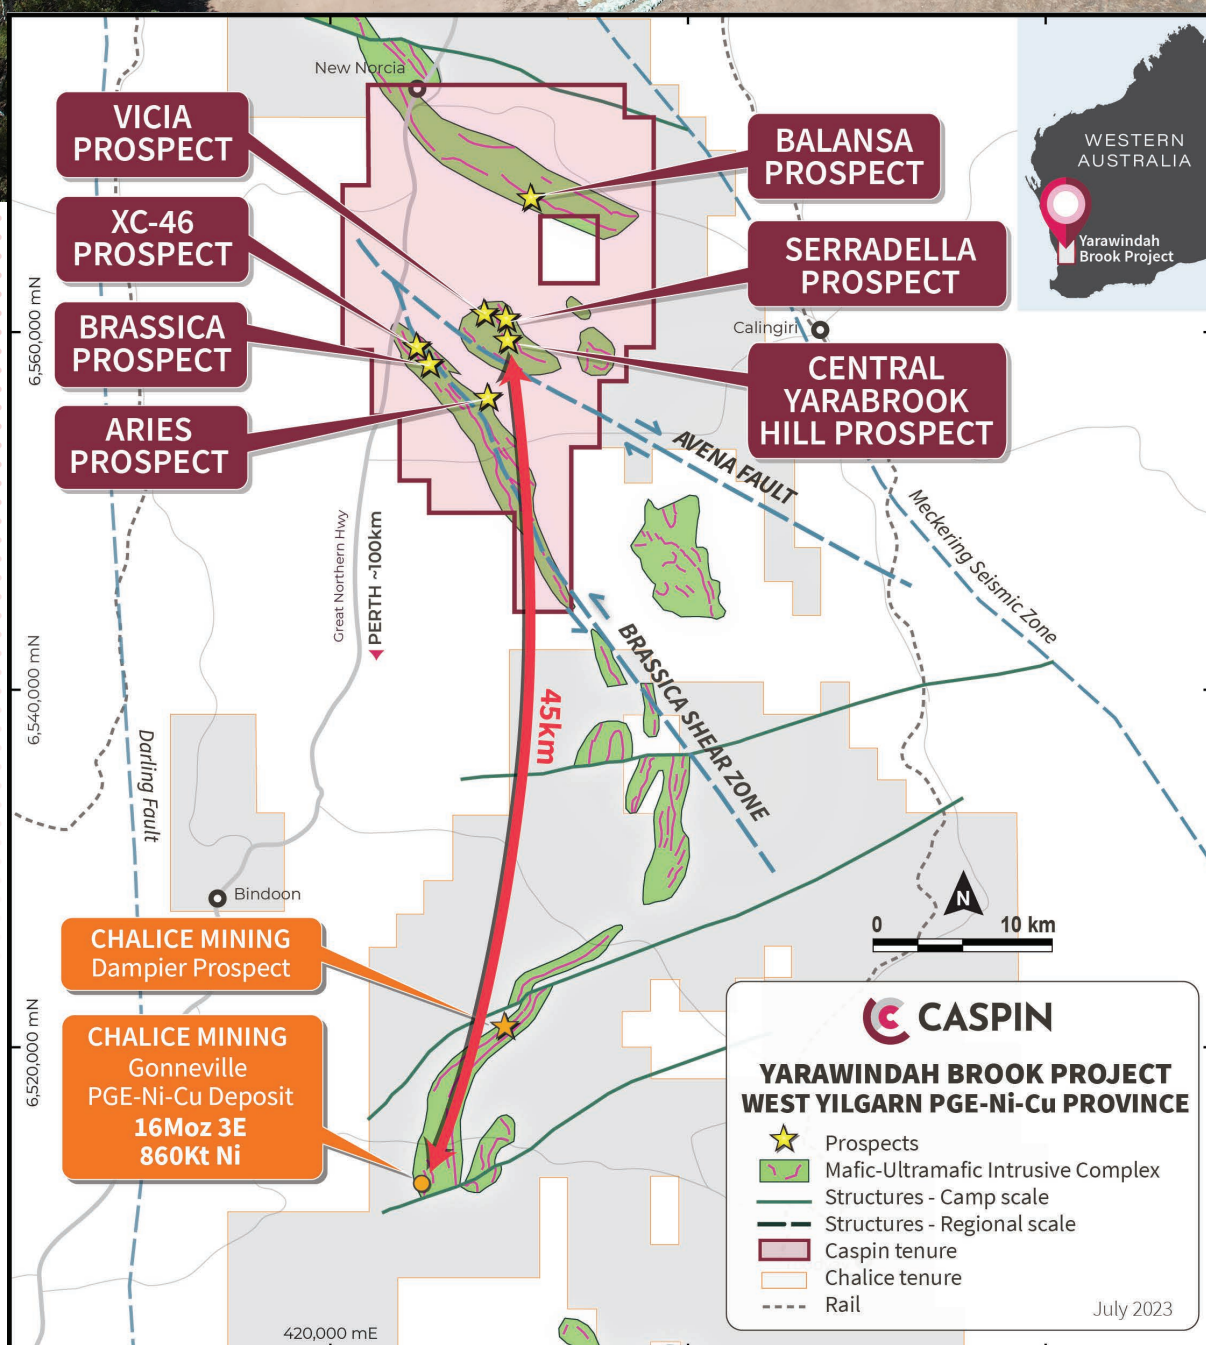 New Norcia
VICIA
PROSPECT
BALANSA
PROSPECT
WESTERN
AUSTRALIA
Yarawindah
Brook Project
XC-46
PROSPECT
SERRADELLA
PROSPECT
BRASSICA
PROSPECT
Calingiri
CENTRAL
YARABROOK
HILL PROSPECT
ARIES
PROSPECT
6,560,000 mN
AVENA FAULT
Meckering Seismic Zone
Great Northern Hwy
PERTH ~100km
BRASSICA SHEAR ZONE
45km
6,540,000 mN
Darling Fault
Bindoon
N
0 10 km
CHALICE MINING
Dampier Prospect
CHALICE MINING
Gonneville
PGE-Ni-Cu Deposit
16Moz 3E
860Kt Ni
6,520,000 mN
420,000 mE
CASPIN
YARAWINDAH BROOK PROJECT
WEST YILGARN PGE-Ni-Cu PROVINCE
Prospects
Mafic-Ultramafic Intrusive Complex
Structures - Camp scale
Structures - Regional scale
Caspin tenure
Chalice tenure
Rail
July 2023